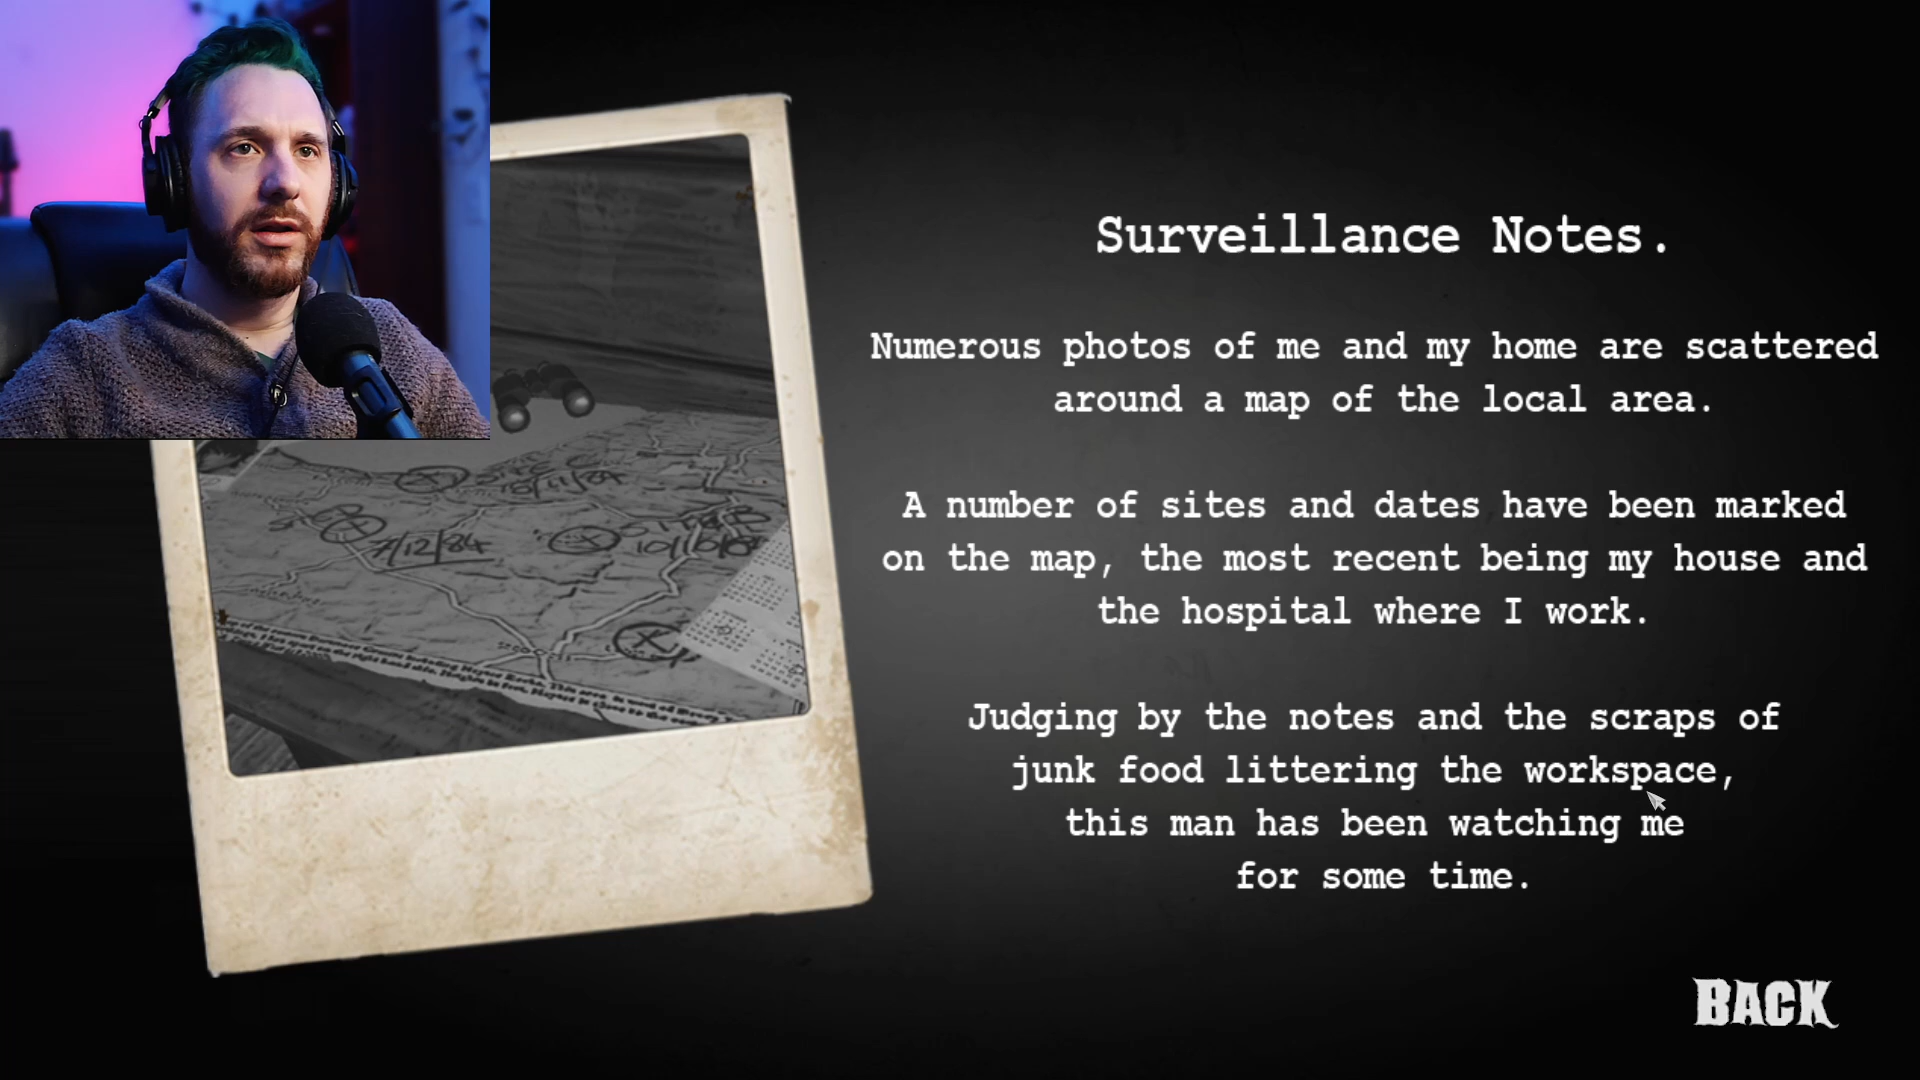 Surveillance Notes.
Numerous photos of me and my home are scattered
around a map of the local area.
A number of sites and dates have been marked
on the map, the most recent being my house and
the hospital where I work.
Judging by the notes and the scraps of
junk food littering the workspace,
this man has been watching me
for some time.
7/12/84
BACK